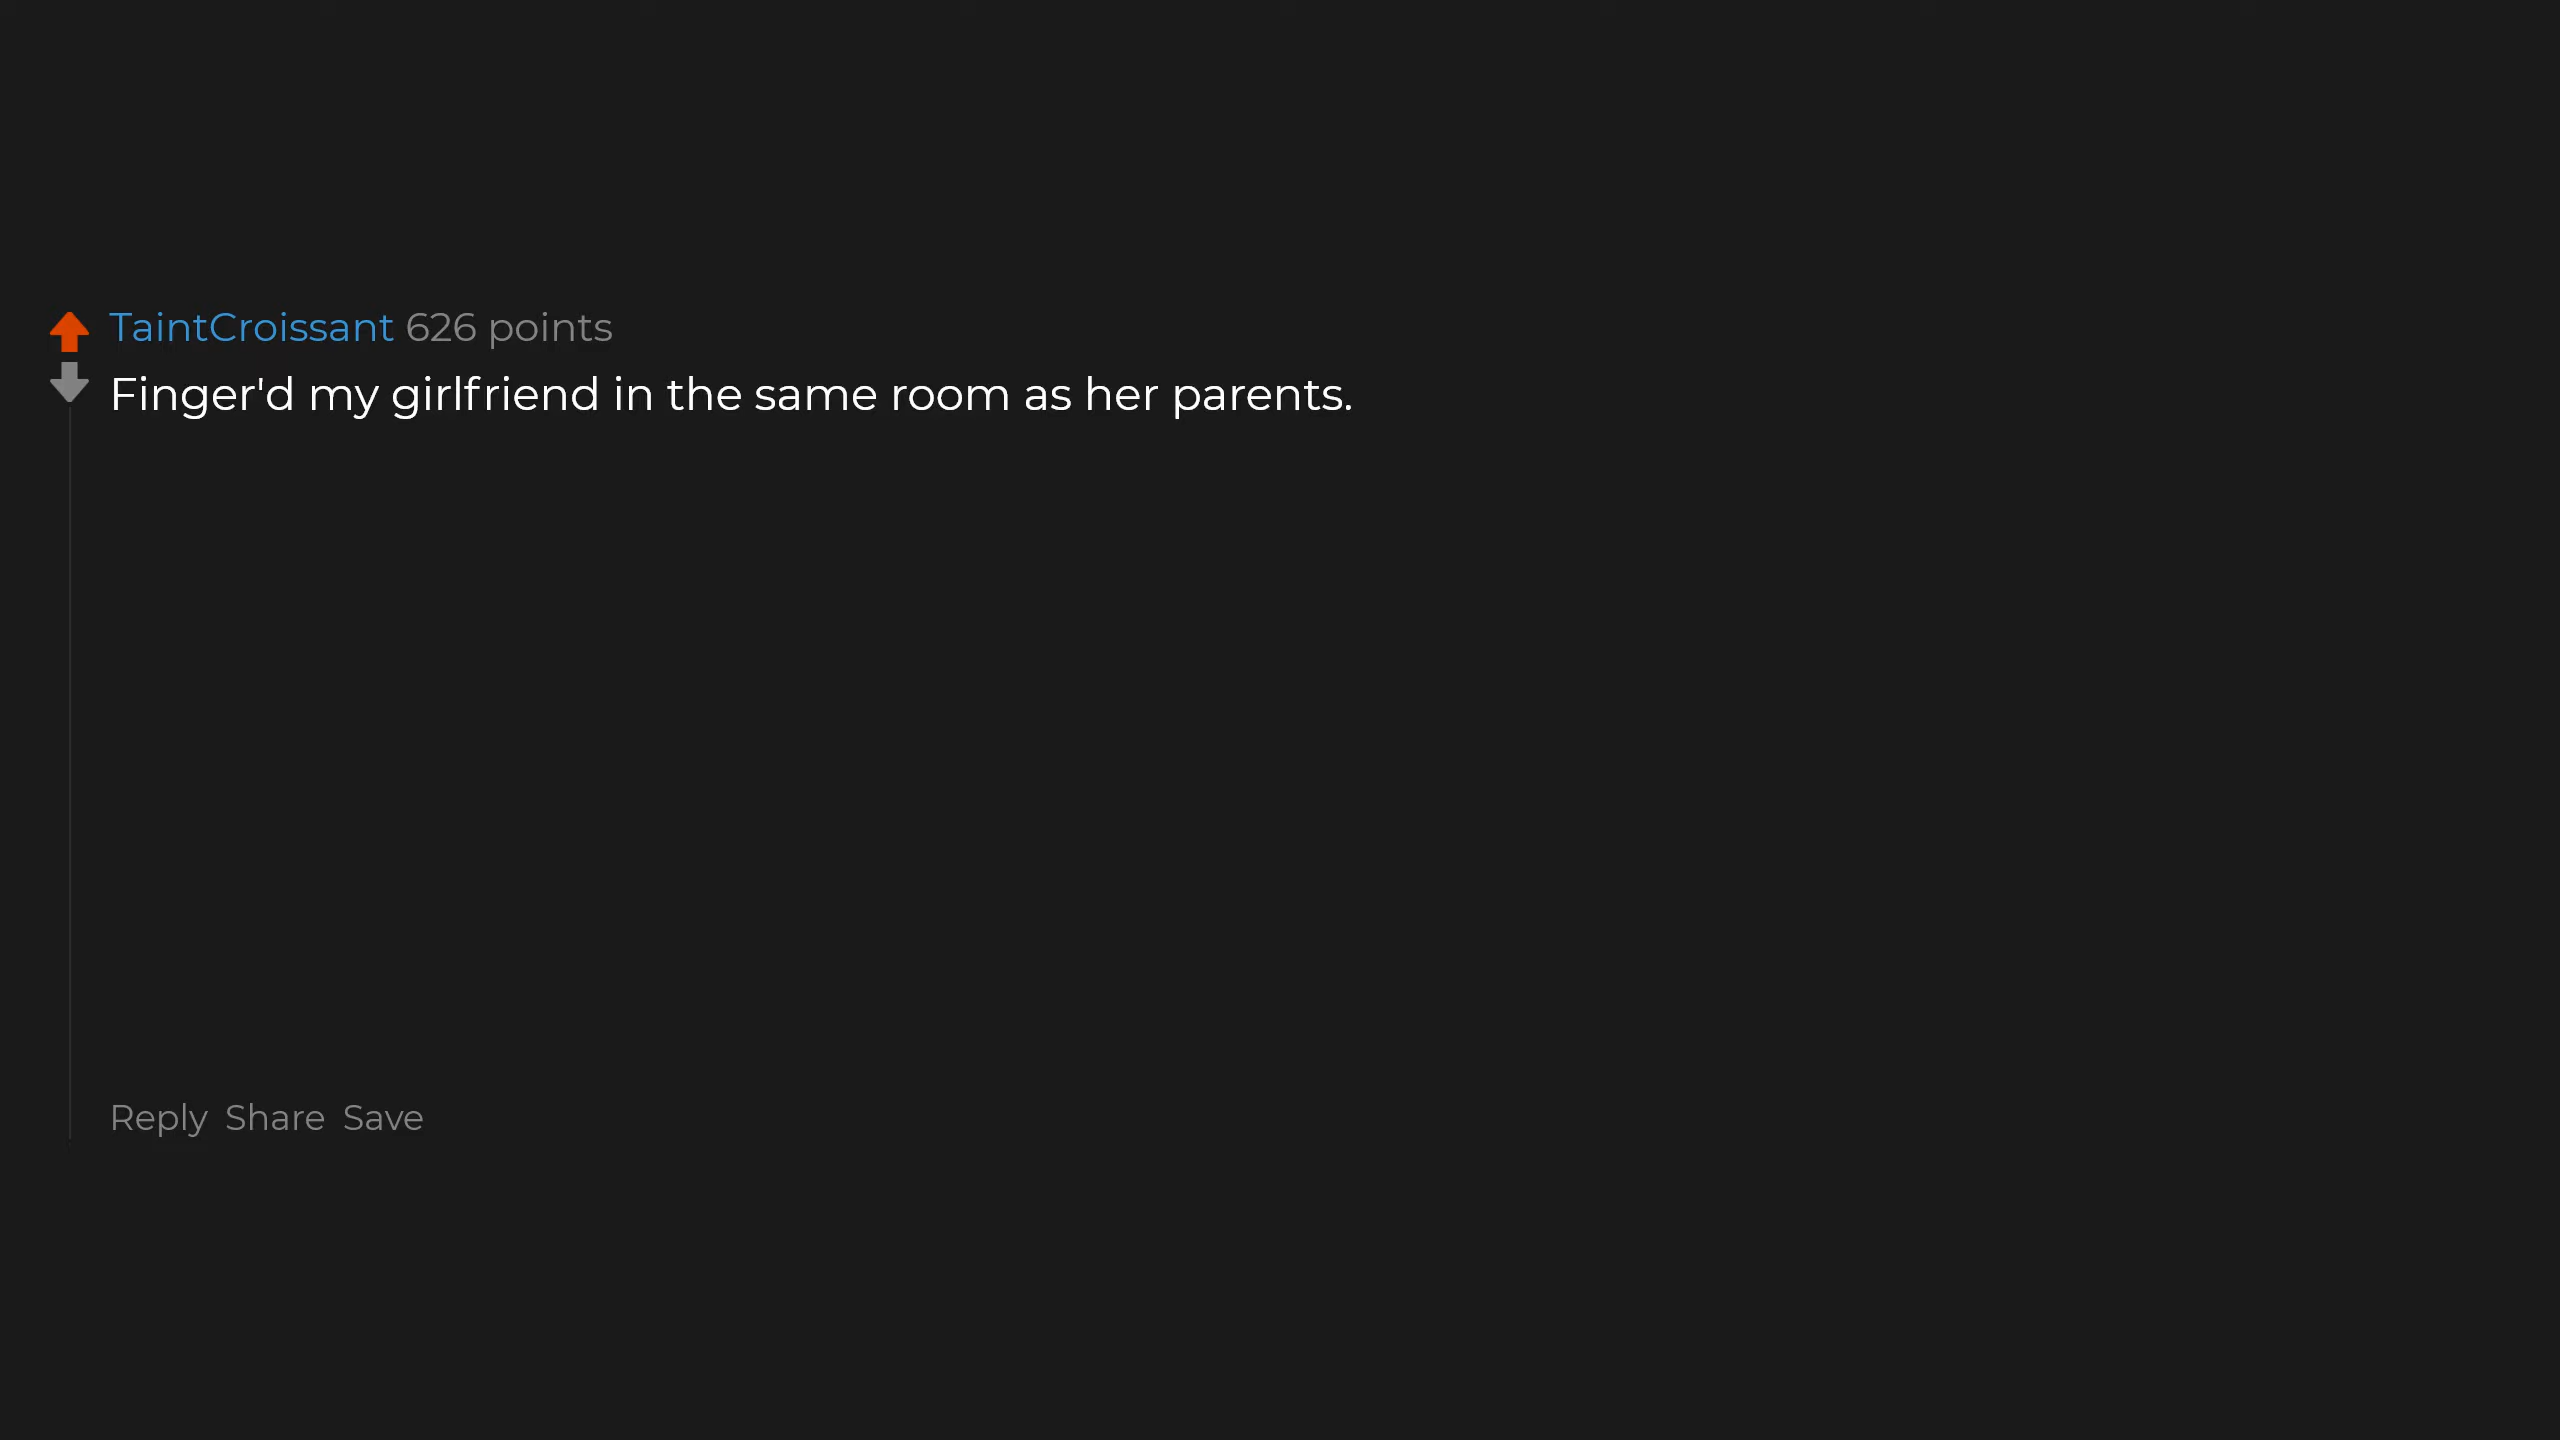 TaintCroissant 626 points
Finger'd my girlfriend in the same room as her parents.
Reply Share Save